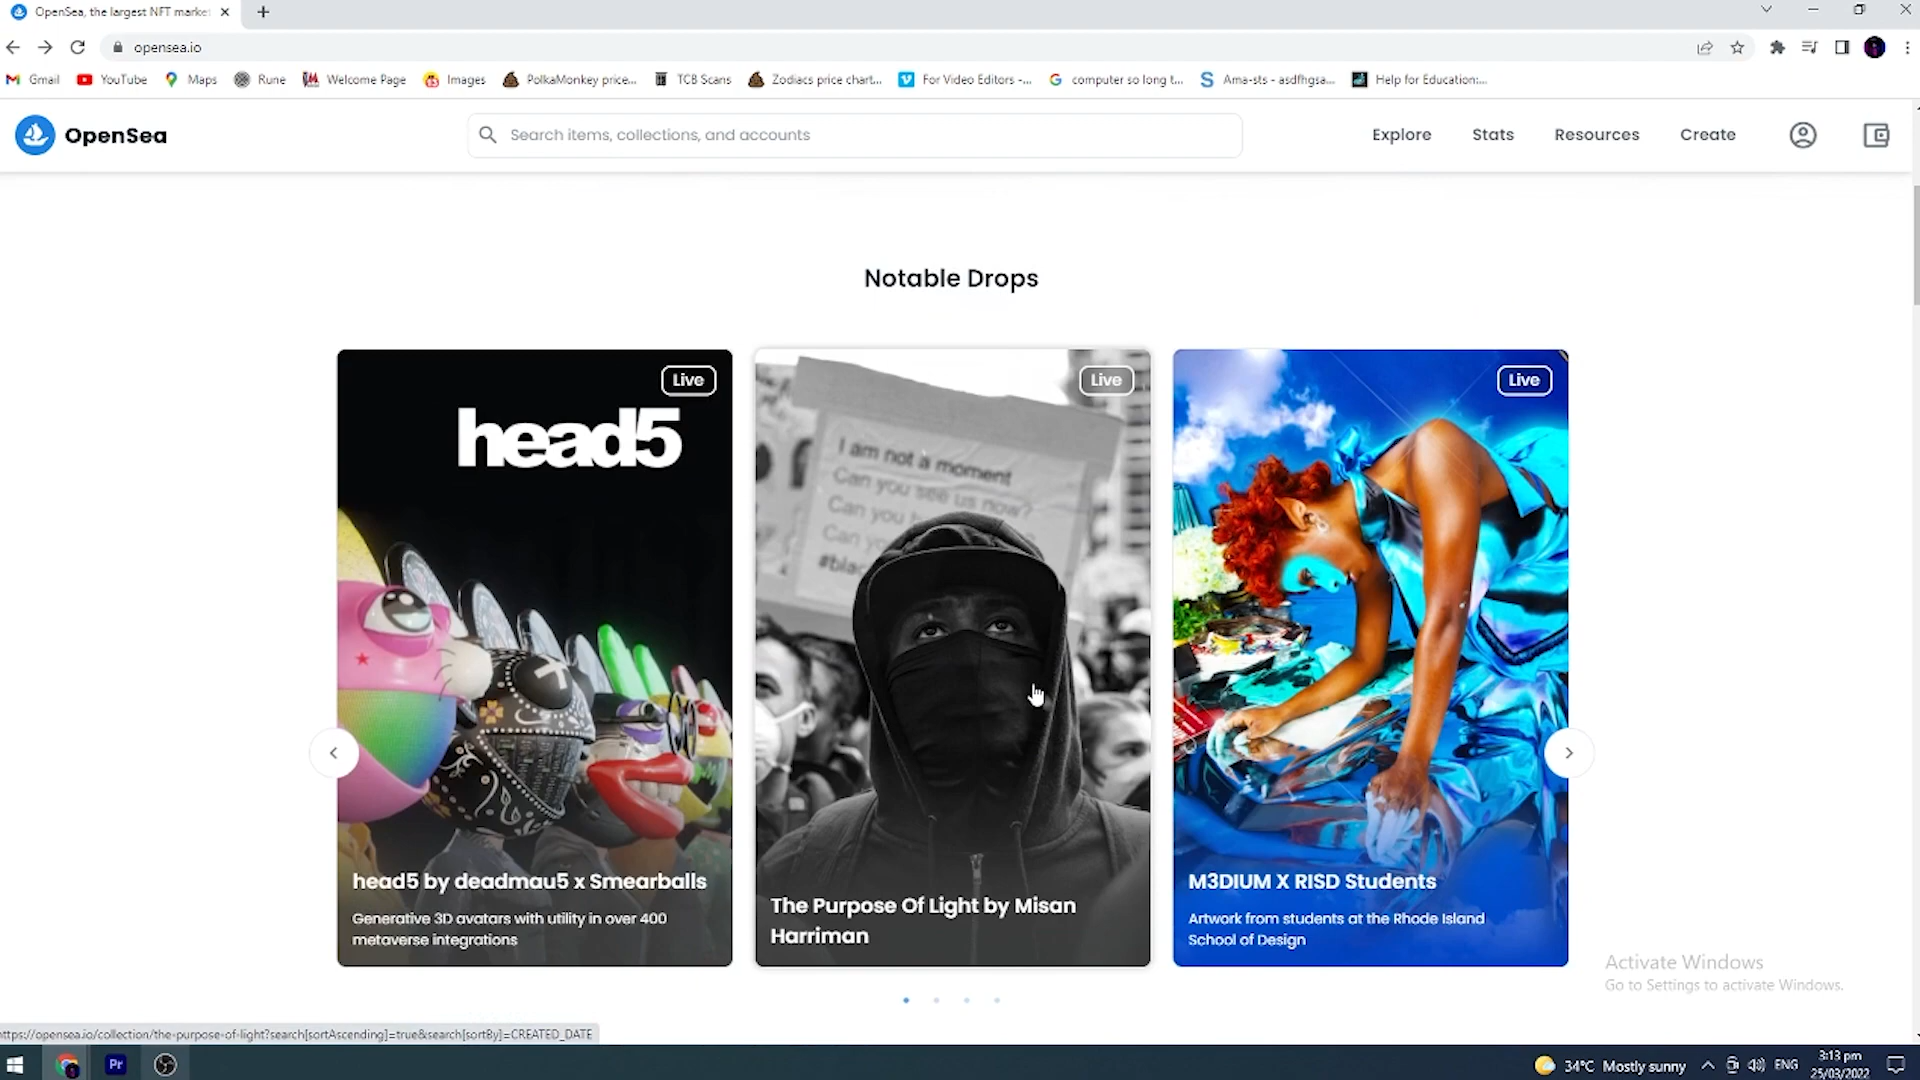 OpenSea, the largest NFT marke
opensea.io
Gmail
YouTube
Maps
Rune
Welcome Page
Images
PolkaMonkey price...
TCB Scans
Zodiacs price chart...
For Video Editors -...
computer so long t...
Ama-sts - asdfhgsa...
Help for Education:...
OpenSea
Search items, collections, and accounts
Explore
Stats
Resources
Create
Notable Drops
Live
head5
head5 by deadmau5 x Smearballs
Generative 3D avatars with utility in over 400
metaverse integrations
Live
I am not a moment
Can you see us now?
Can you
Can yo
#blac
The Purpose Of Light by Misan
Harriman
Live
M3DIUM X RISD Students
Artwork from students at the Rhode Island
School of Design
Activate Windows
Go to Settings to activate Windows.
https://opensea.io/collection/the-purpose-of-light?search[sortAscending]=true&search[sortBy]=CREATED_DATE
Pr
34°C Mostly sunny
ENG
3:13 pm
25/03/2022